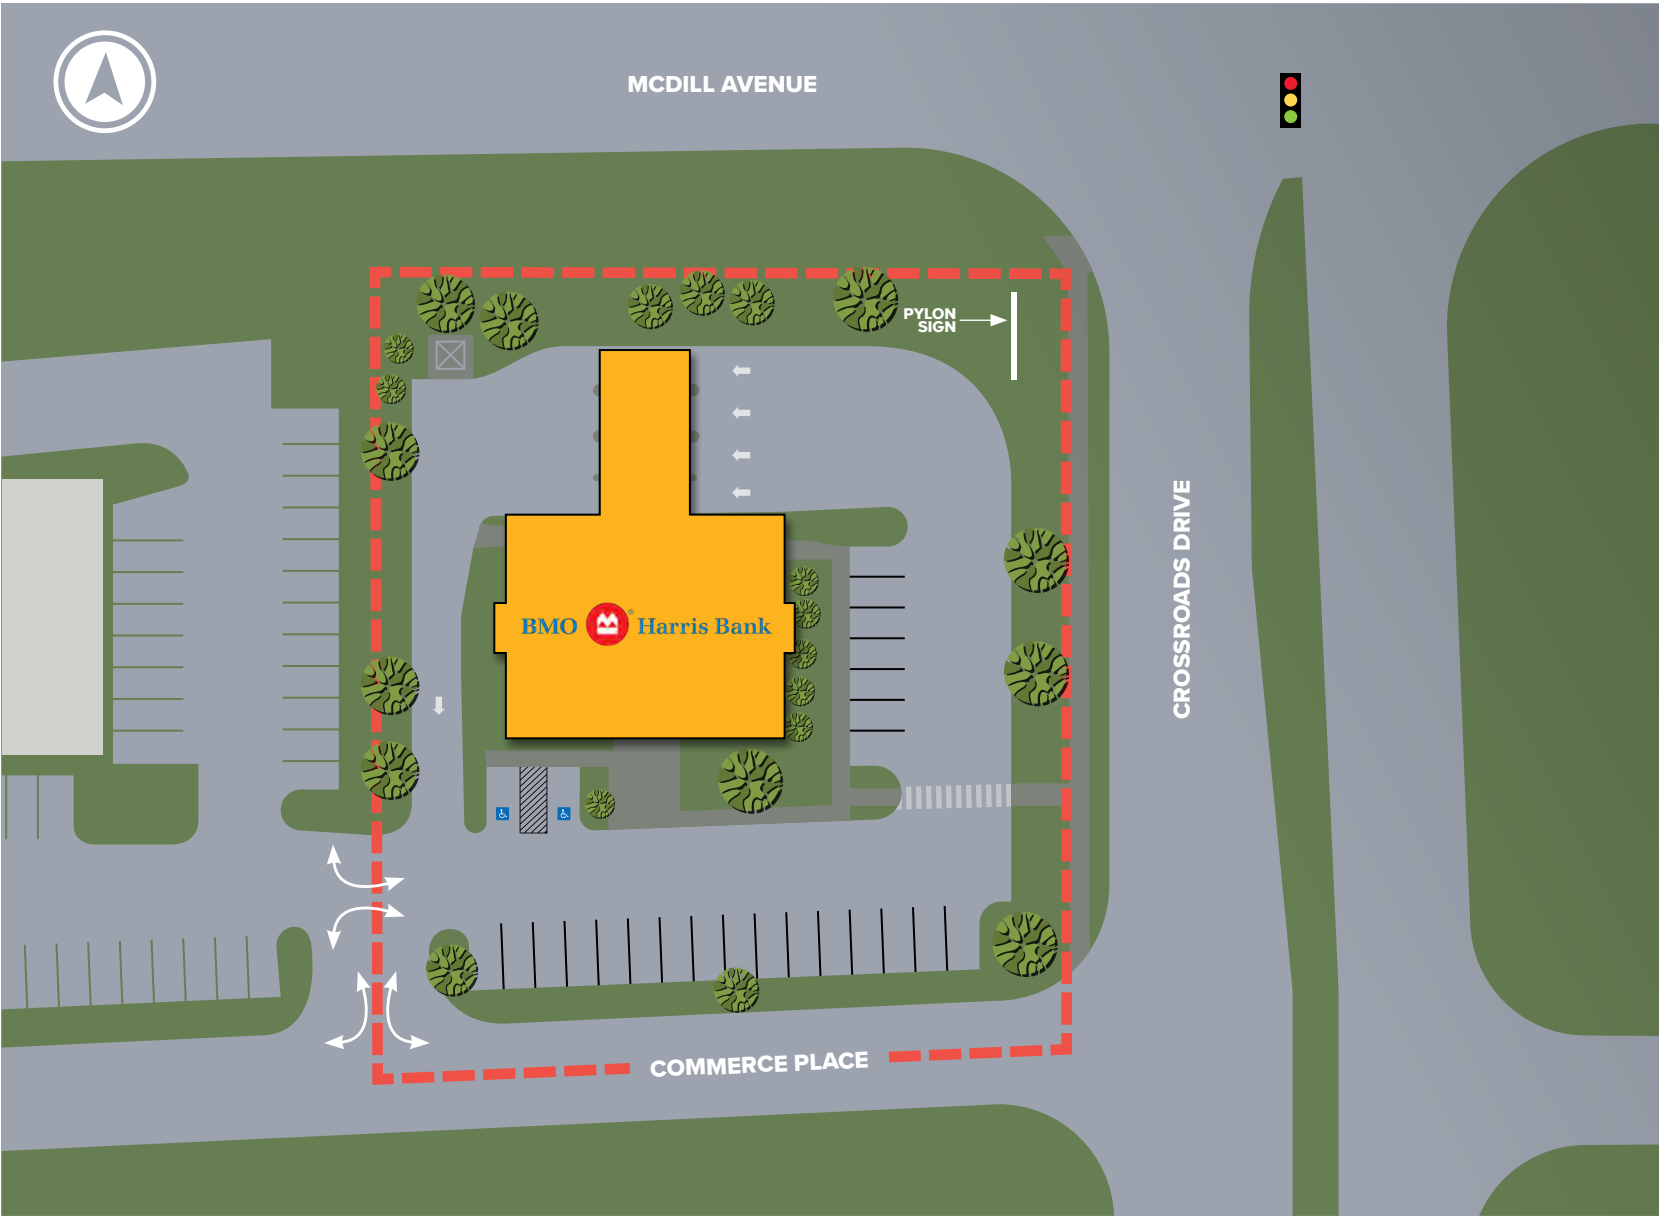 MCDILL AVENUE
PYLON
SIGN
CROSSROADS DRIVE
BMO Harris Bank
®
COMMERCE PLACE